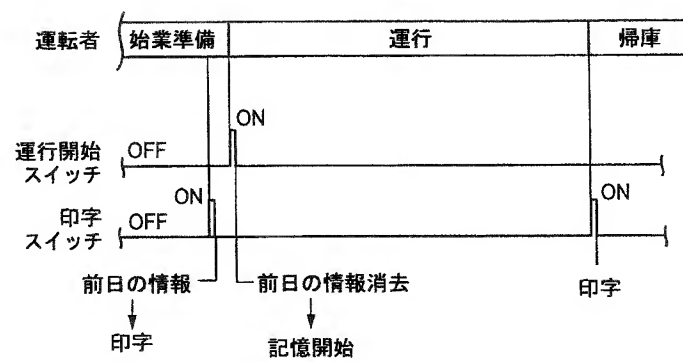 運転者 始業準備 運行 帰庫
ON
運行開始 OFF
スイッチ
ON ON
印字 OFF
スイッチ
前日の情報 前日の情報消去 印字
印字 記憶開始